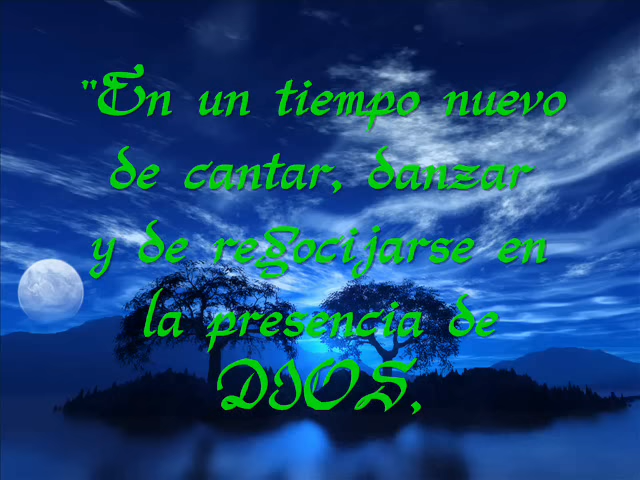 "En un tiempo nuevo
de cantar, danzar
y de regocijarse en
la presencia de
DIOS,